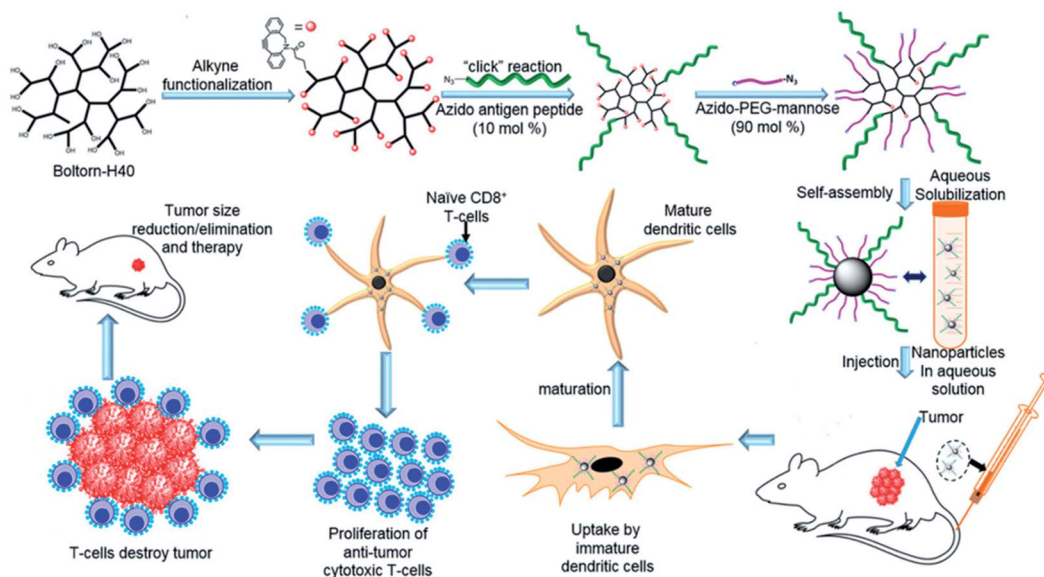 Alkyne
functionalization
N₃
"click" reaction
Azido antigen peptide
(10 mol %)
N₃
Azido-PEG-mannose
(90 mol %)
Boltorn-H40
Self-assembly
Aqueous
Solubilization
Injection
Nanoparticles
In aqueous
solution
Tumor
Uptake by
immature
dendritic cells
maturation
Mature
dendritic cells
Naïve CD8⁺
T-cells
Proliferation of
anti-tumor
cytotoxic T-cells
T-cells destroy tumor
Tumor size
reduction/elimination
and therapy